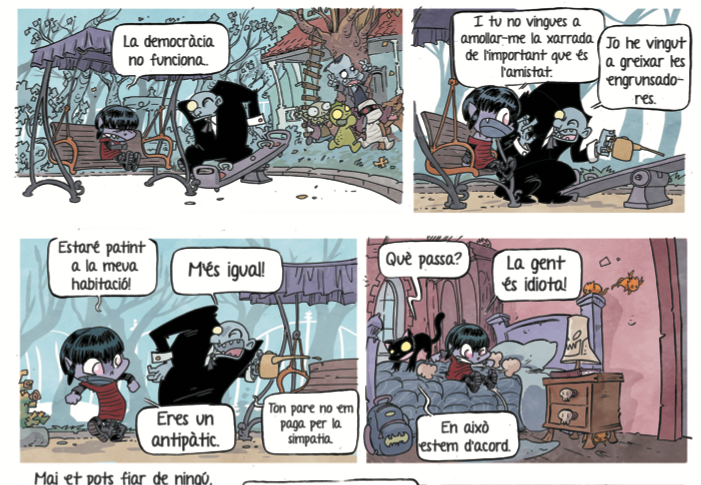 La democràcia
no funciona..
I tu no vingues a
amollar-me la xarrada
de l'important que és
l'amistat.
Jo he vingut
a greixar les
engrunsado-
res.
Estaré patint
a la meva
habitació!
M'és igual!
Eres un
antipàtic.
Ton pare no em
paga per la
simpatia.
Què passa?
La gent
és idiota!
En això
estem d'acord.
Mai et pots fiar de ningú.